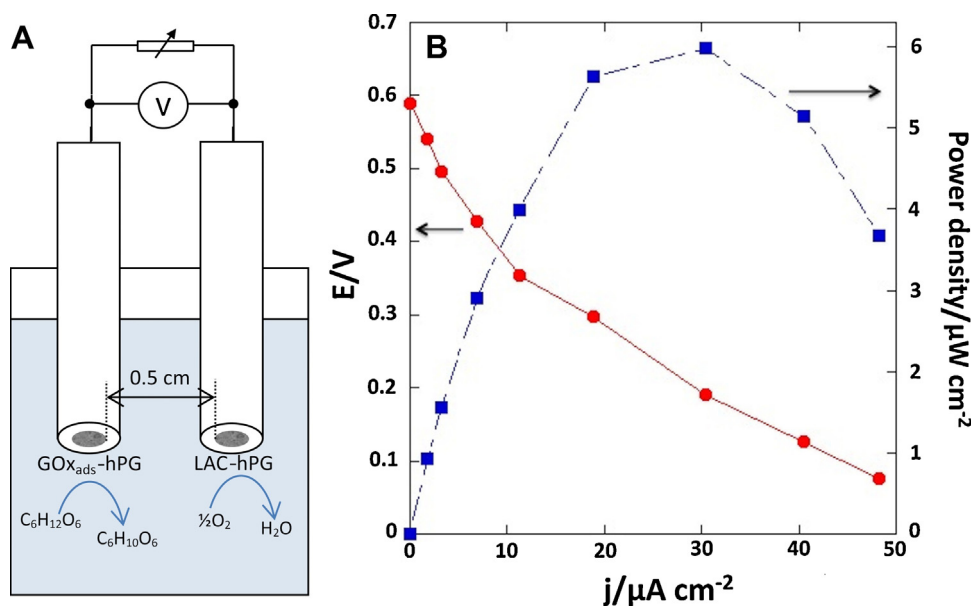 A
V
0.5 cm
GOx_ads-hPG
LAC-hPG
C₆H₁₂O₆
C₆H₁₀O₆
½O₂
H₂O
B
E/V
0.7
0.6
0.5
0.4
0.3
0.2
0.1
0
0
10
20
30
40
50
j/µA cm⁻²
6
5
4
3
2
1
0
Power density/µW cm⁻²